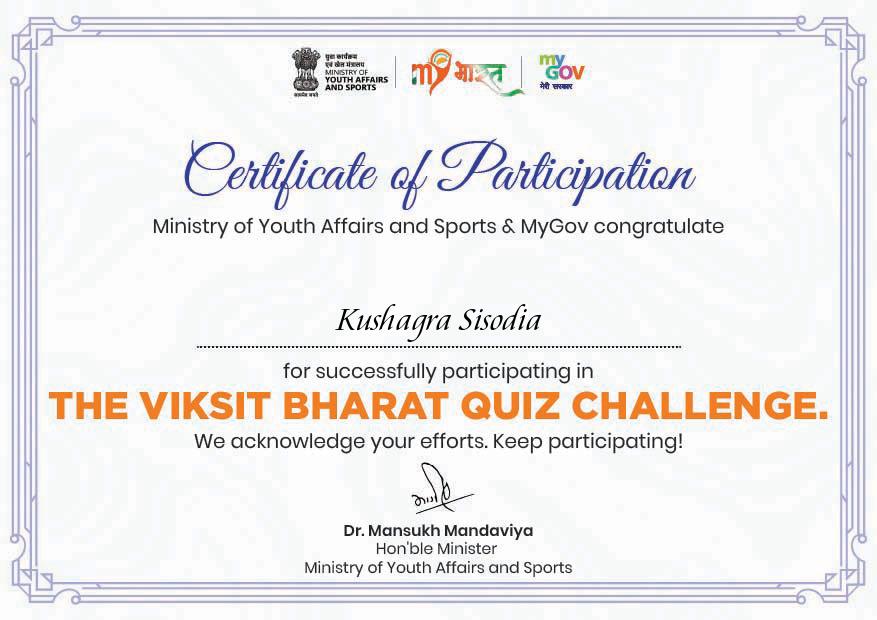 युवा कार्यक्रम
एवं खेल मंत्रालय
MINISTRY OF
YOUTH AFFAIRS
AND SPORTS
सत्यमेव जयते
my भारत
my
GOV
मेरी सरकार
Certificate of Participation
Ministry of Youth Affairs and Sports & MyGov congratulate
Kushagra Sisodia
for successfully participating in
THE VIKSIT BHARAT QUIZ CHALLENGE.
We acknowledge your efforts. Keep participating!
Dr. Mansukh Mandaviya
Hon'ble Minister
Ministry of Youth Affairs and Sports